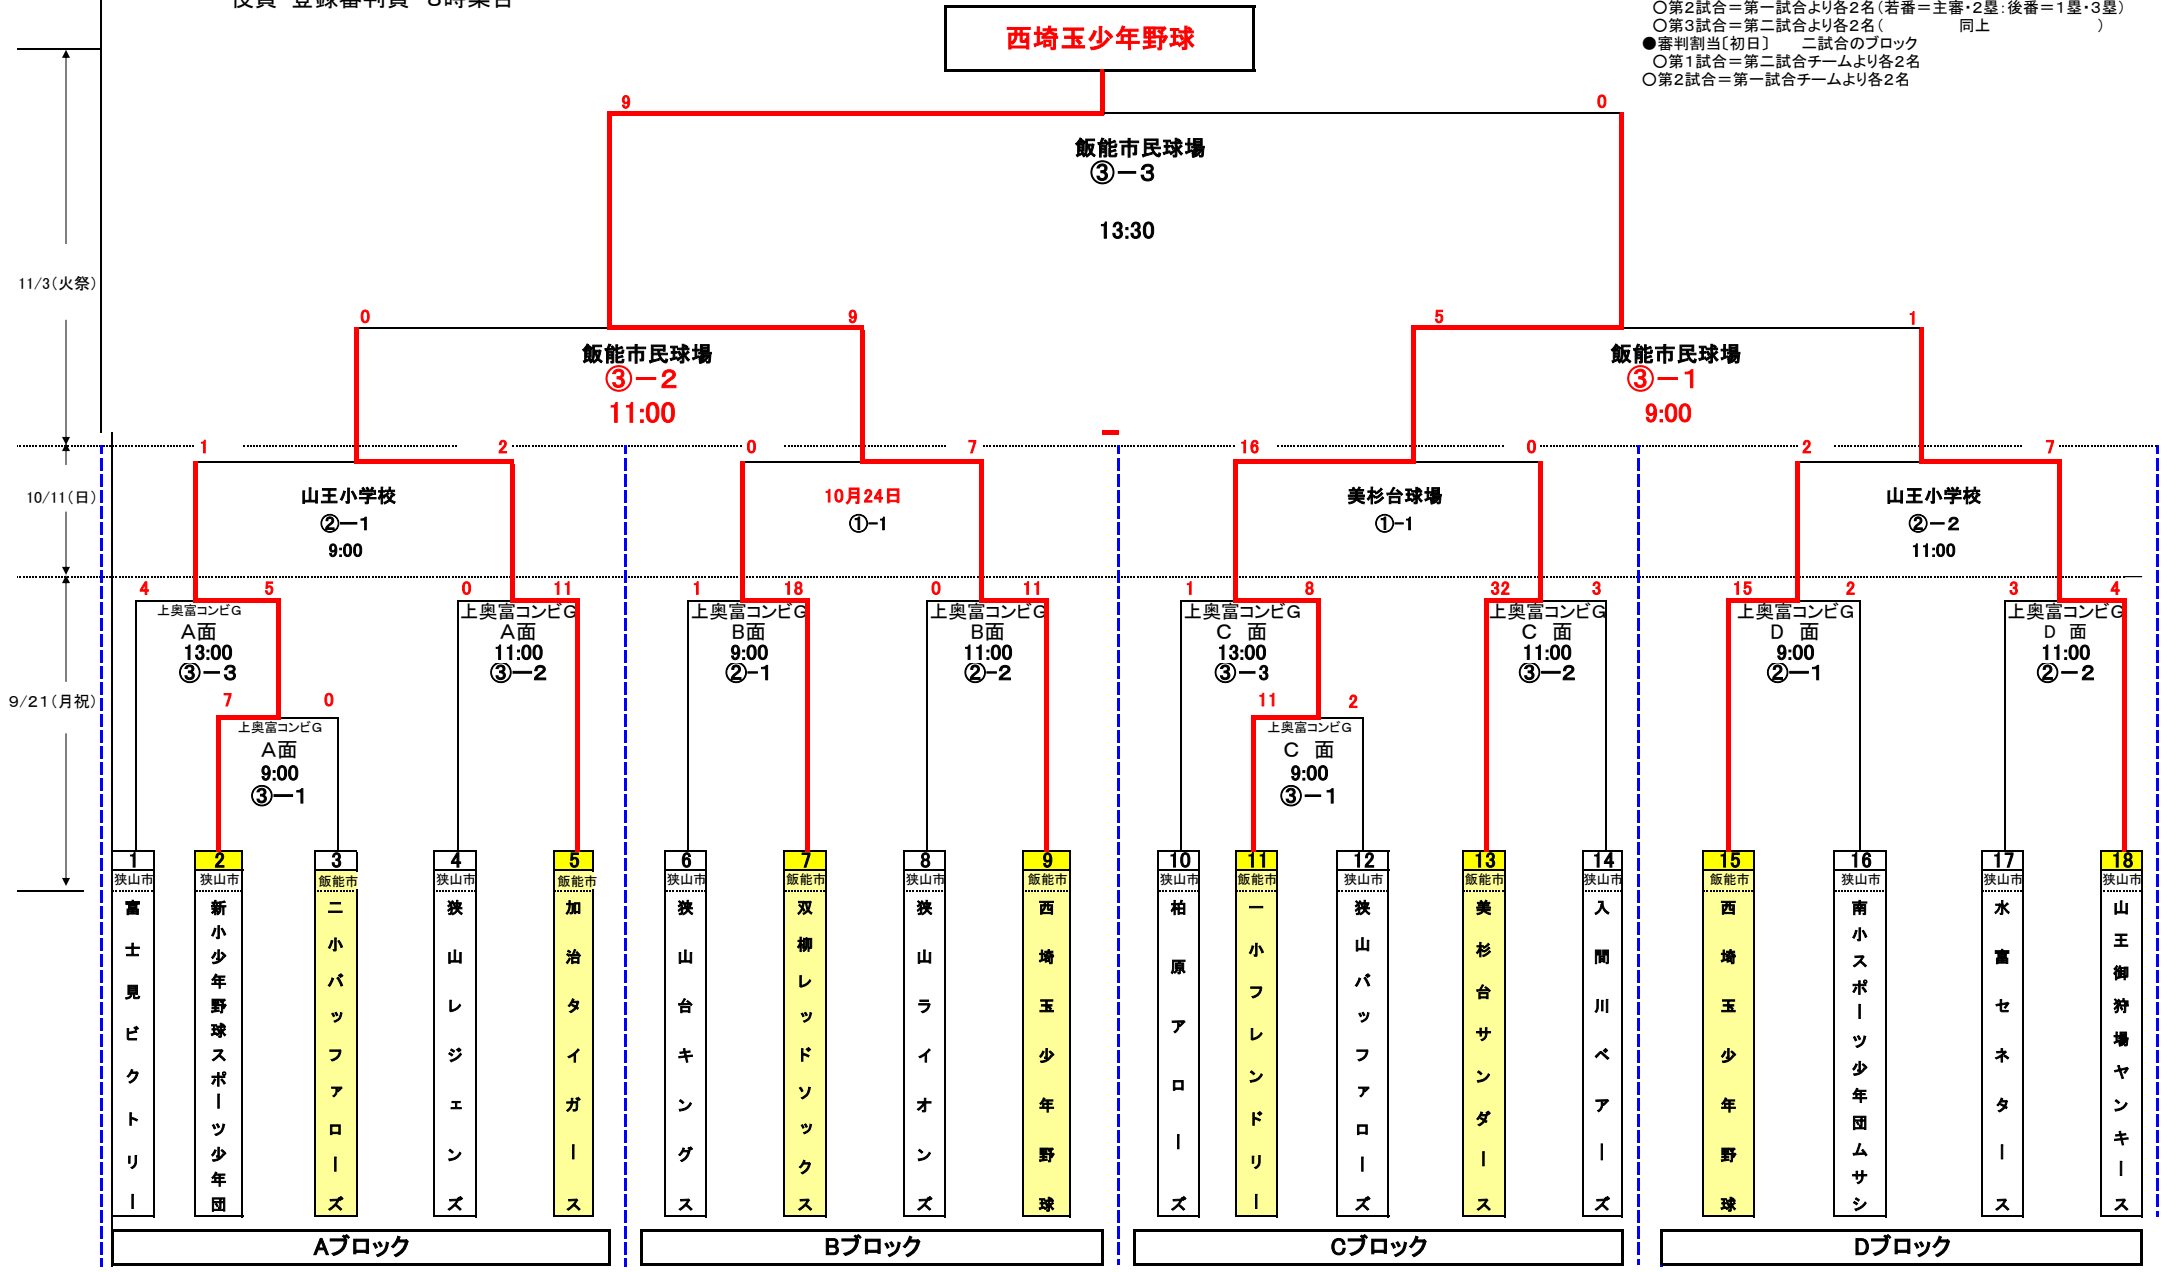 役員・登録審判員 8時集合
西埼玉少年野球
○第2試合=第一試合より各2名(若番=主審・2塁:後番=1塁・3塁)
○第3試合=第二試合より各2名( 同上 )
●審判割当〔初日〕 二試合のブロック
○第1試合=第二試合チームより各2名
○第2試合=第一試合チームより各2名
9 0
飯能市民球場
③-3
13:30
11/3(火祭)
0 9 5 1
飯能市民球場 飯能市民球場
③-2 ③-1
11:00 9:00
1 2 0 7 16 0 2 7
10/11(日)
山王小学校 10月24日 美杉台球場 山王小学校
②-1 ①-1 ①-1 ②-2
9:00 11:00
4 5 0 11 1 18 0 11 1 8 32 3 15 2 3 4
上奥富コンビG 上奥富コンビG 上奥富コンビG 上奥富コンビG 上奥富コンビG 上奥富コンビG 上奥富コンビG 上奥富コンビG
A面 A面 B面 B面 C 面 C 面 D 面 D 面
13:00 11:00 9:00 11:00 13:00 11:00 9:00 11:00
③-3 ③-2 ②-1 ②-2 ③-3 ③-2 ②-1 ②-2
9/21(月祝)
7 0 11 2
上奥富コンビG 上奥富コンビG
A面 C 面
9:00 9:00
③-1 ③-1
1 2 3 4 5 6 7 8 9 10 11 12 13 14 15 16 17 18
狭山市 狭山市 飯能市 狭山市 飯能市 狭山市 飯能市 狭山市 飯能市 狭山市 飯能市 狭山市 飯能市 狭山市 飯能市 狭山市 狭山市 狭山市
富士見ビクトリー
新小少年野球スポーツ少年団
二小バッファローズ
狭山レジェンズ
加治タイガース
狭山台キングス
双柳レッドソックス
狭山ライオンズ
西埼玉少年野球
柏原アローズ
一小フレンドリー
狭山バッファローズ
美杉台サンダース
入間川ベアーズ
西埼玉少年野球
南小スポーツ少年団ムサシ
水富セネタース
山王御狩場ヤンキース
Aブロック Bブロック Cブロック Dブロック